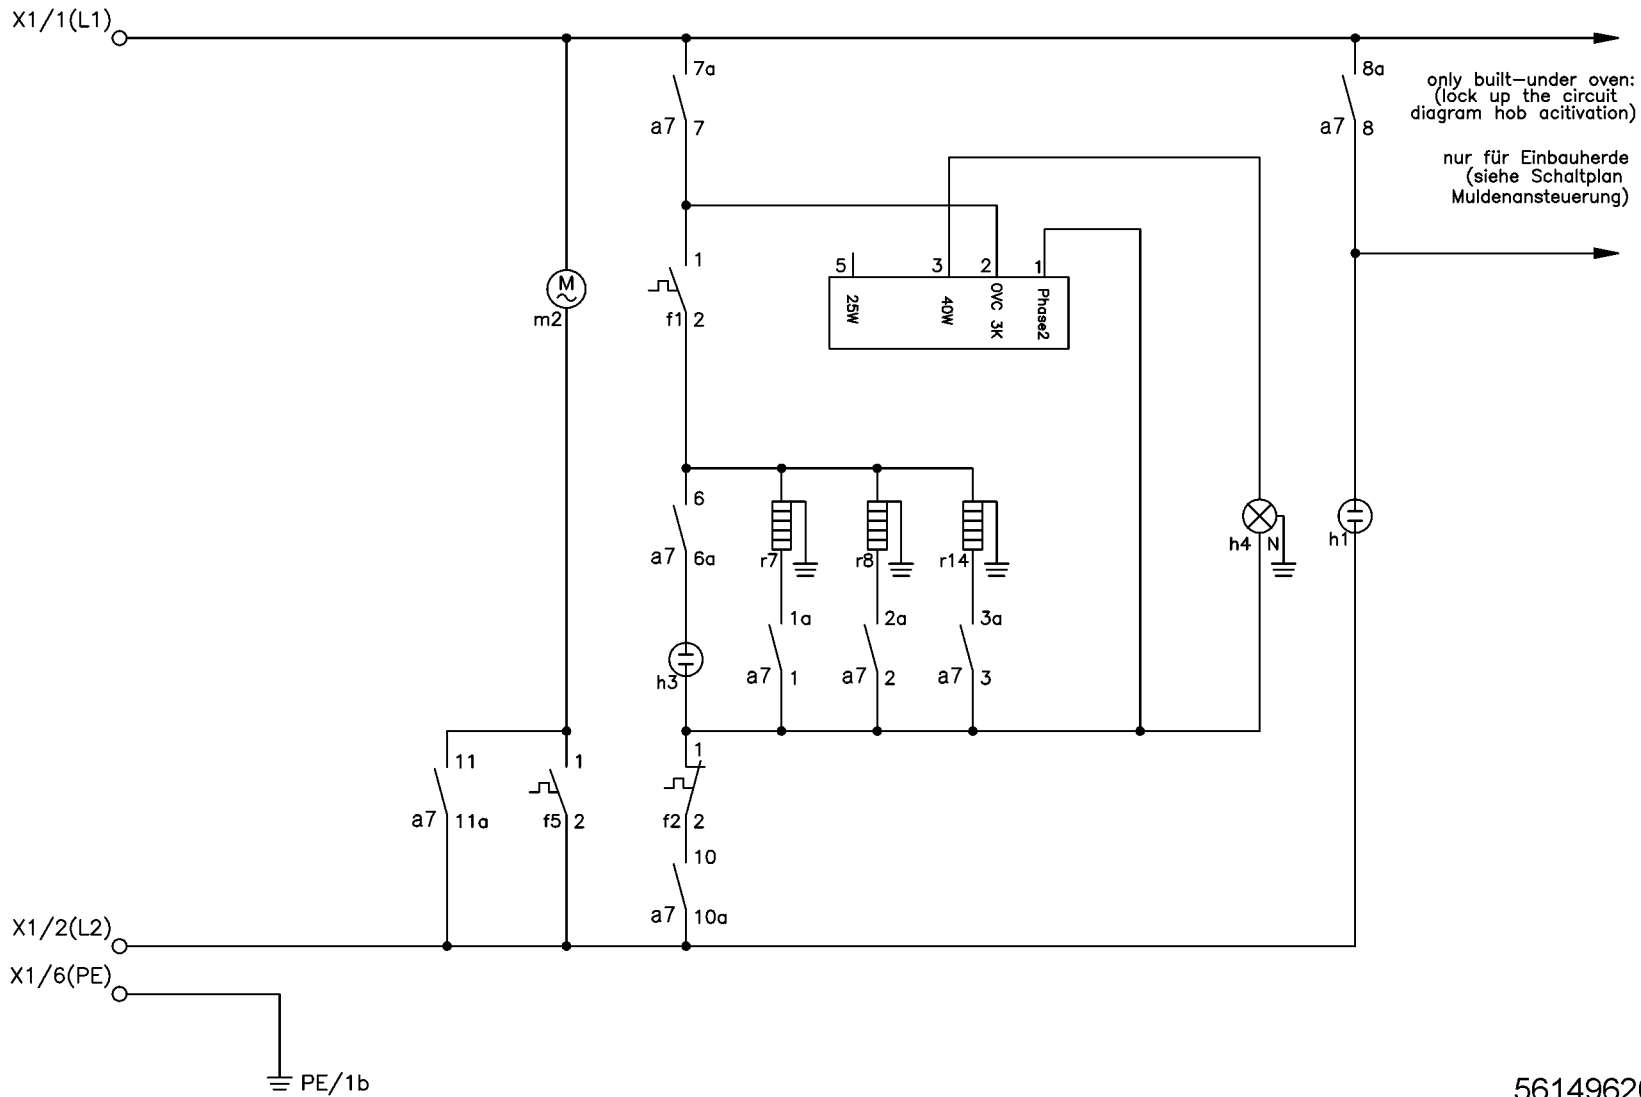 X1/1(L1)
7a
a7 7
8a
a7 8
only built-under oven:
(lock up the circuit
diagram hob acitivation)
nur für Einbauherde
(siehe Schaltplan
Muldenansteuerung)
M
m2
1
f1 2
5 3 2 1
25W
40W
OVC 3K
Phase2
6
a7 6a
r7
r8
r14
h4 N
h1
h3
1a
a7 1
2a
a7 2
3a
a7 3
11
a7 11a
1
f5 2
1
f2 2
10
a7 10a
X1/2(L2)
X1/6(PE)
PE/1b